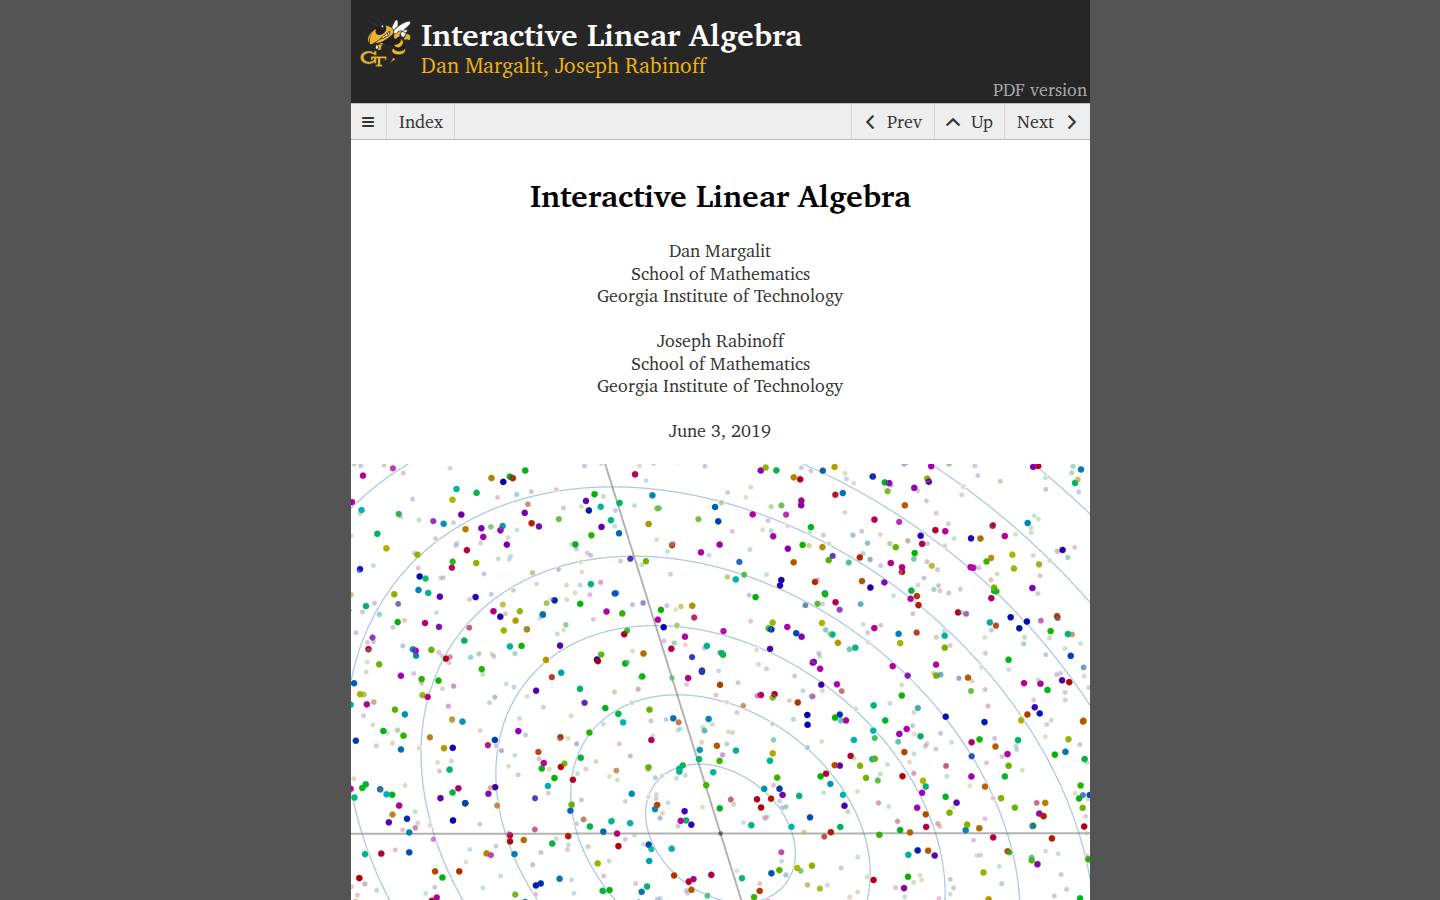 GT
Interactive Linear Algebra
Dan Margalit, Joseph Rabinoff
PDF version
Index
Prev
Up
Next
Interactive Linear Algebra
Dan Margalit
School of Mathematics
Georgia Institute of Technology
Joseph Rabinoff
School of Mathematics
Georgia Institute of Technology
June 3, 2019